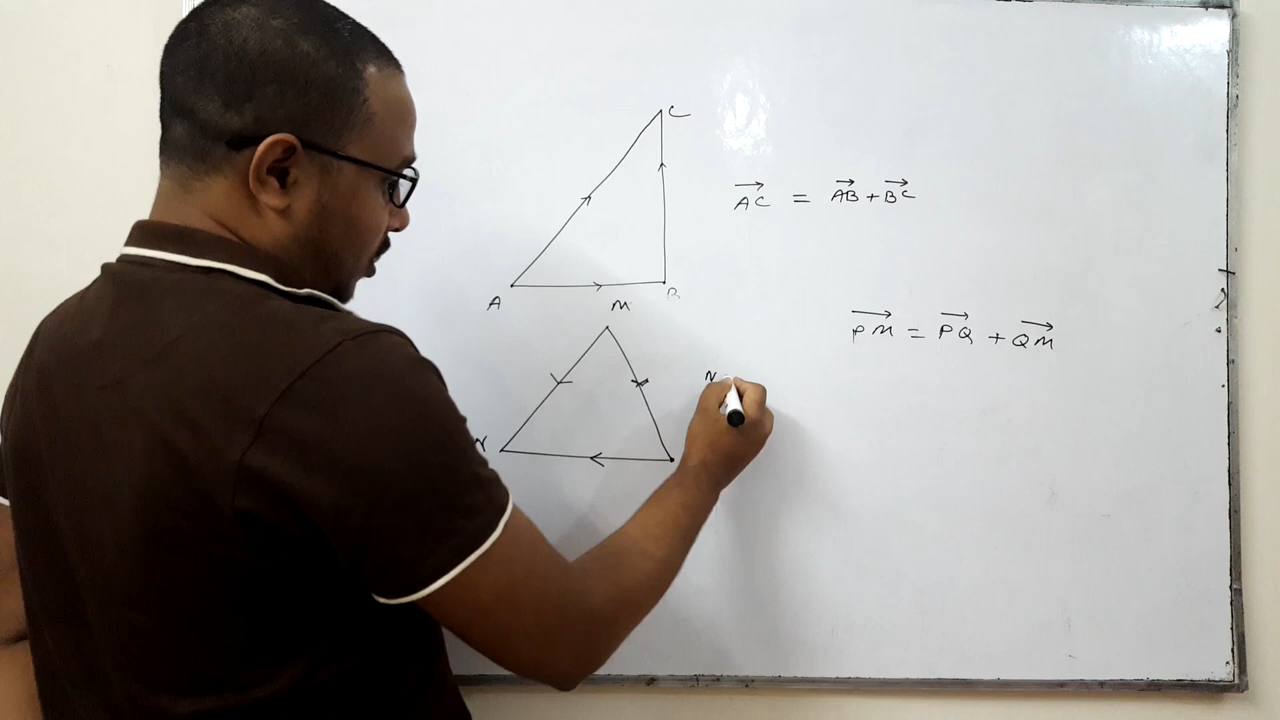 C
AC = AB + BC
A M B
PM = PQ + QM
N